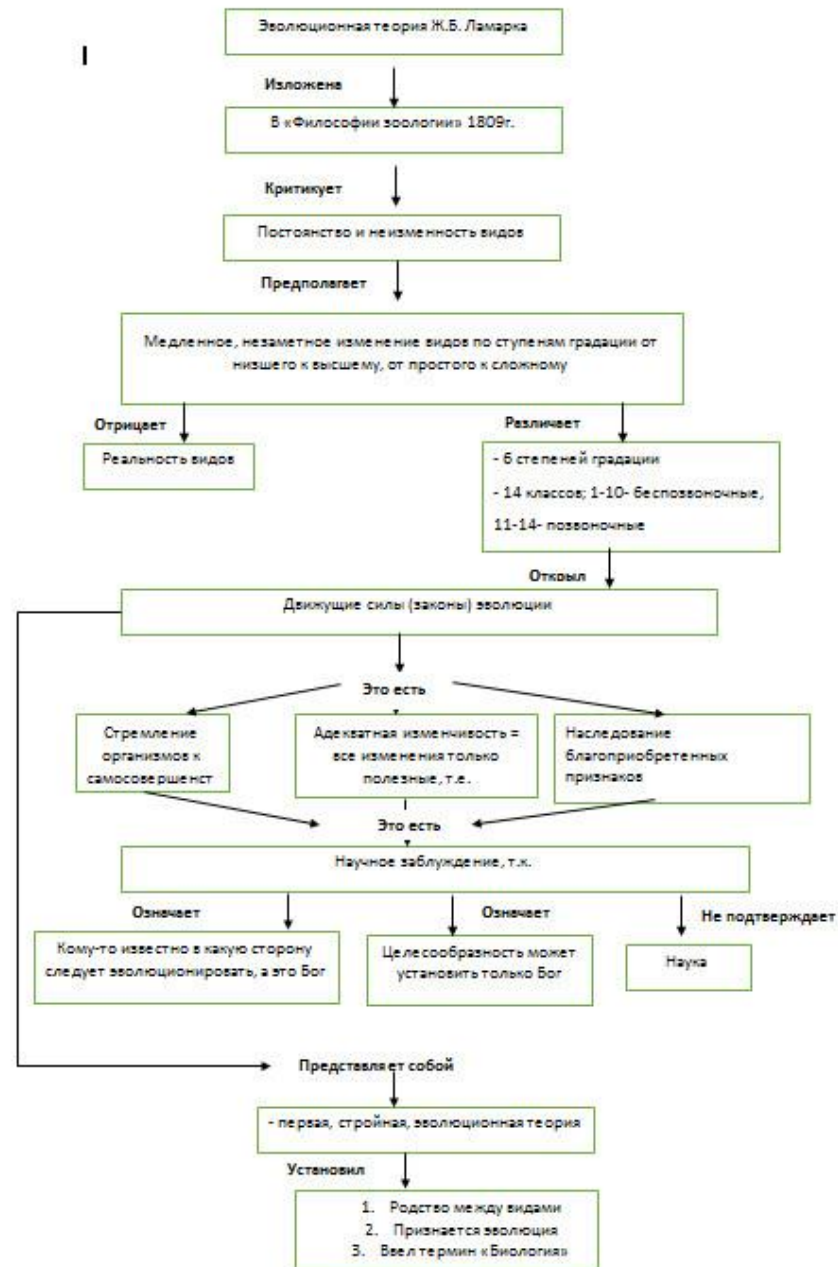 Эволюционная теория Ж.Б. Ламарка
I
Изложена
В «Философии зоологии» 1809г.
Критикует
Постоянство и неизменность видов
Предполагает
Медленное, незаметное изменение видов по ступеням градации от
низшего к высшему, от простого к сложному
Отрицает
Различает
Реальность видов
- 6 степеней градации
- 14 классов; 1-10- беспозвоночные,
11-14- позвоночные
Открыл
Движущие силы (законы) эволюции
Это есть
Стремление
организмов к
самосовершенст
Адекватная изменчивость =
все изменения только
полезные, т.е.
Наследование
благоприобретенных
признаков
Это есть
Научное заблуждение, т.к.
Означает
Означает
Не подтверждает
Кому-то известно в какую сторону
следует эволюционировать, а это Бог
Целесообразность может
установить только Бог
Наука
Представляет собой
- первая, стройная, эволюционная теория
Установил
1. Родство между видами
2. Признается эволюция
3. Ввел термин «Биология»